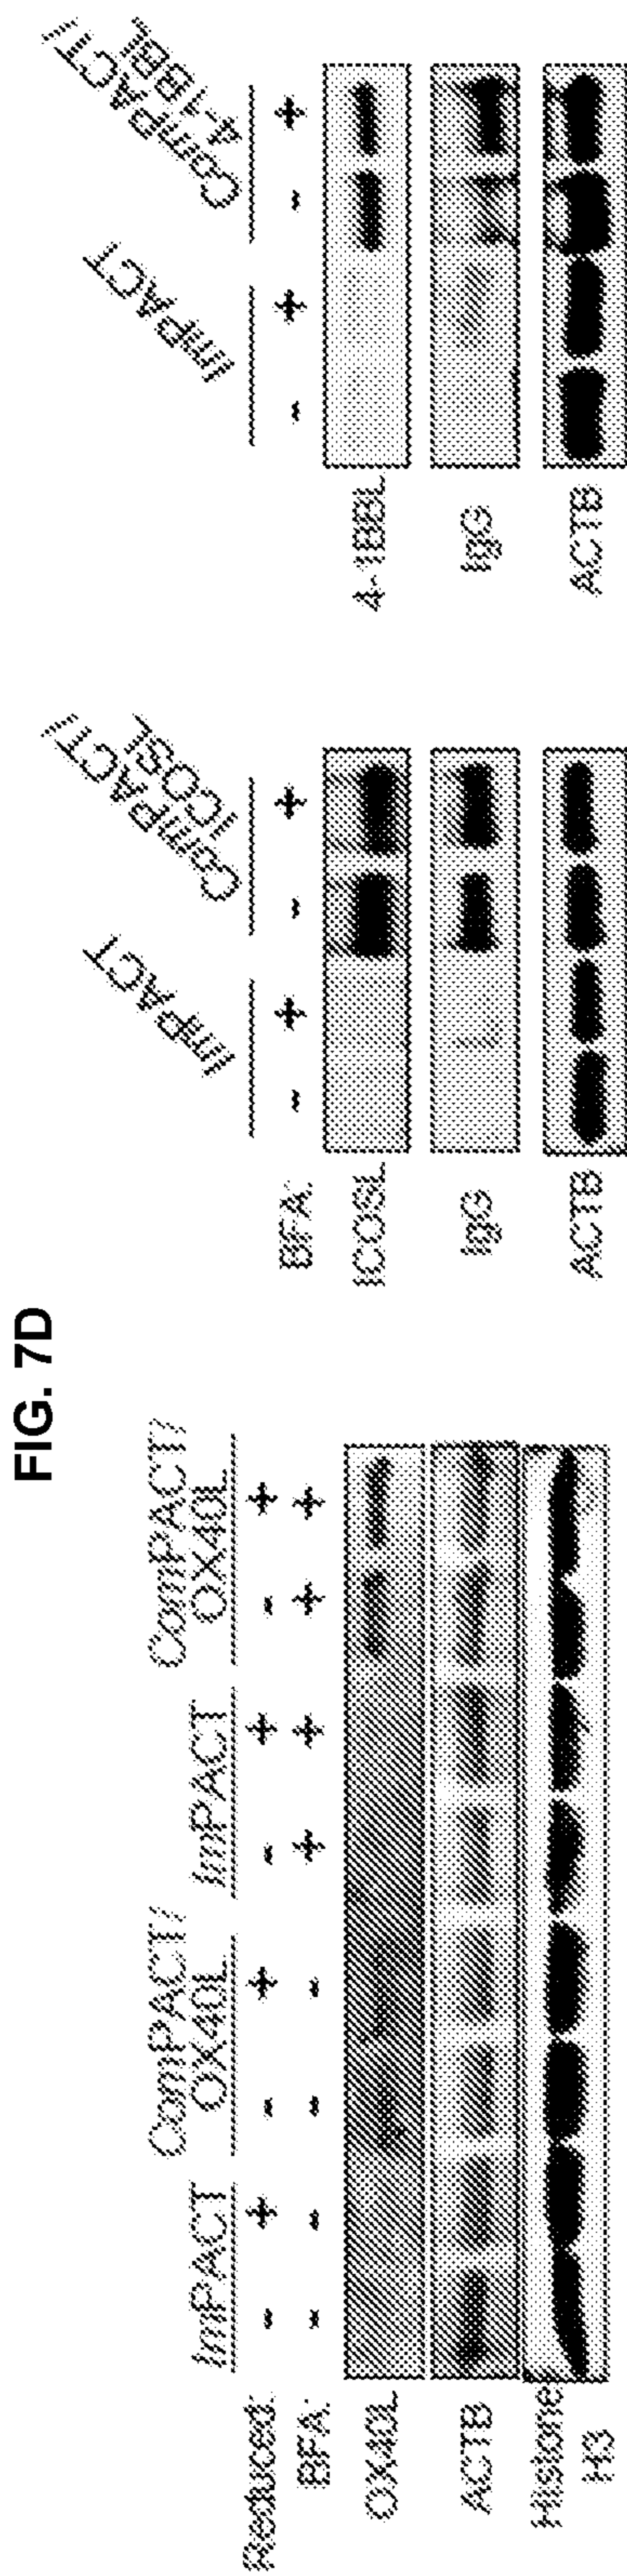 FIG. 7D
ImPACT ComPACT/ OX40L ImPACT ComPACT/ OX40L
Reduced: - + - + - + - +
BFA: - - - - + + + +
OX40L
ACTB
Histone H3
ImPACT ComPACT/ ICOSL
BFA: - + - +
ICOSL
IgG
ACTB
ImPACT ComPACT/ 4-1BBL
- + - +
4-1BBL
IgG
ACTB